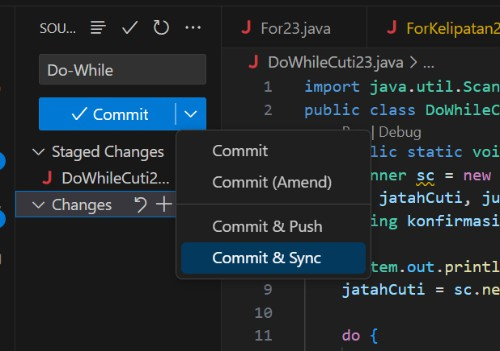 SOU...
For23.java
ForKelipatan2
Do-While
DoWhileCuti23.java > ...
Commit
1 import java.util.Scan
2 public class DoWhileC
| Debug
Staged Changes
Commit
lic static voi
DoWhileCuti2...
Commit (Amend)
nner sc = new
Changes
jatahCuti, ju
Commit & Push
ing konfirmasi
Commit & Sync
tem.out.println
9 jatahCuti = sc.ne
10
11 do {